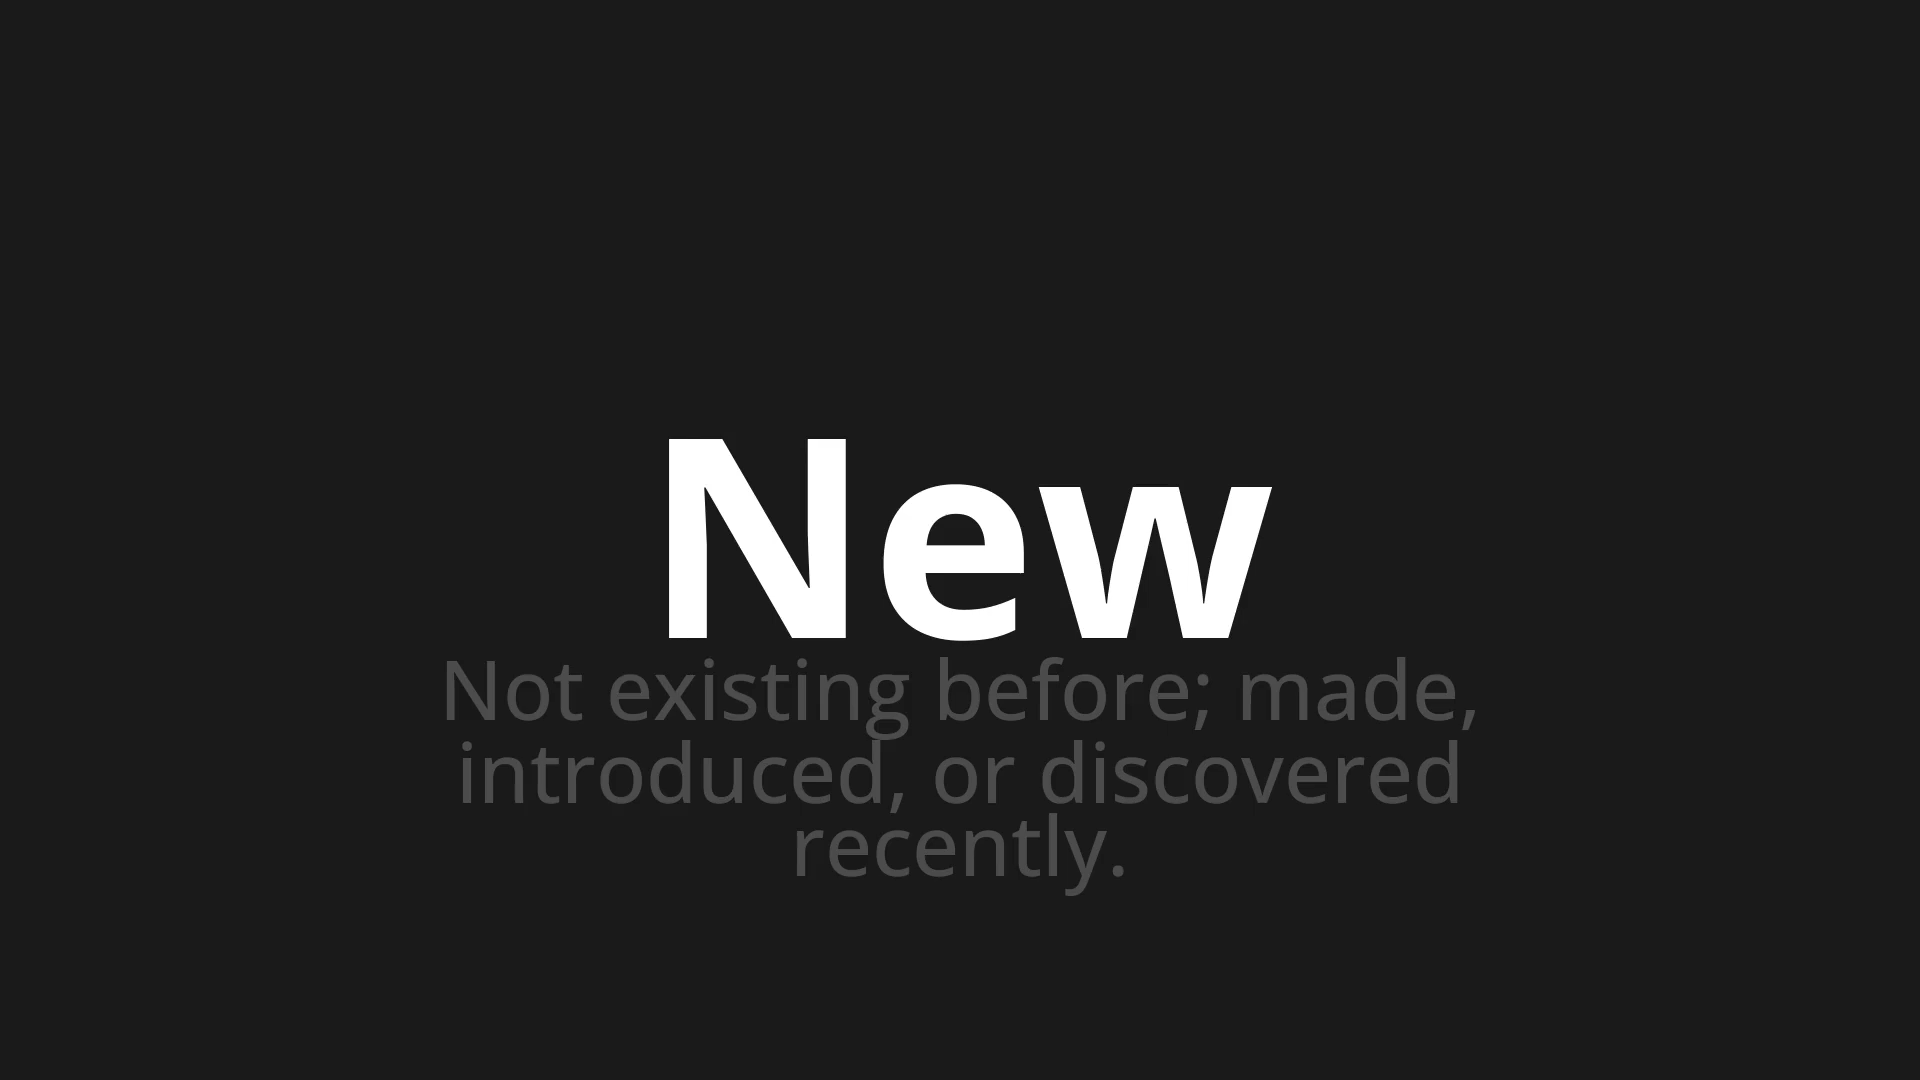 New
Not existing before; made,
introduced, or discovered
recently.